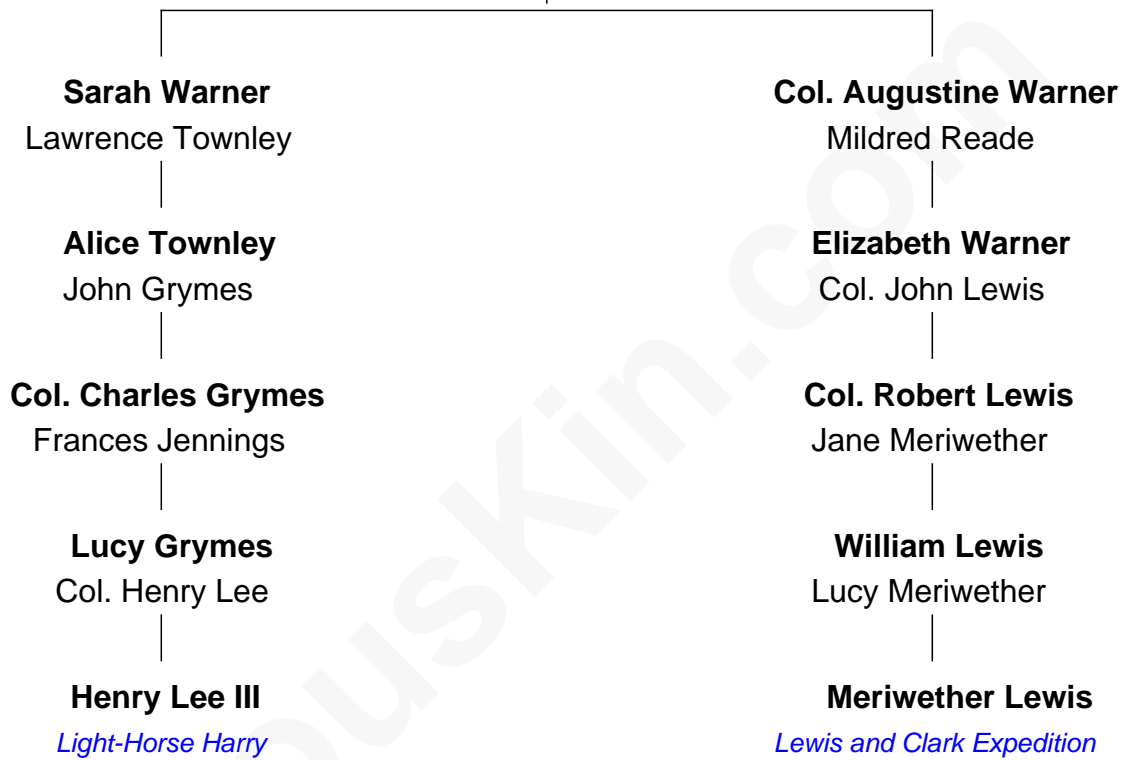 Sarah Warner
Lawrence Townley
Alice Townley
John Grymes
Col. Charles Grymes
Frances Jennings
Lucy Grymes
Col. Henry Lee
Henry Lee III
Light-Horse Harry
Col. Augustine Warner
Mildred Reade
Elizabeth Warner
Col. John Lewis
Col. Robert Lewis
Jane Meriwether
William Lewis
Lucy Meriwether
Meriwether Lewis
Lewis and Clark Expedition
ousKin.com